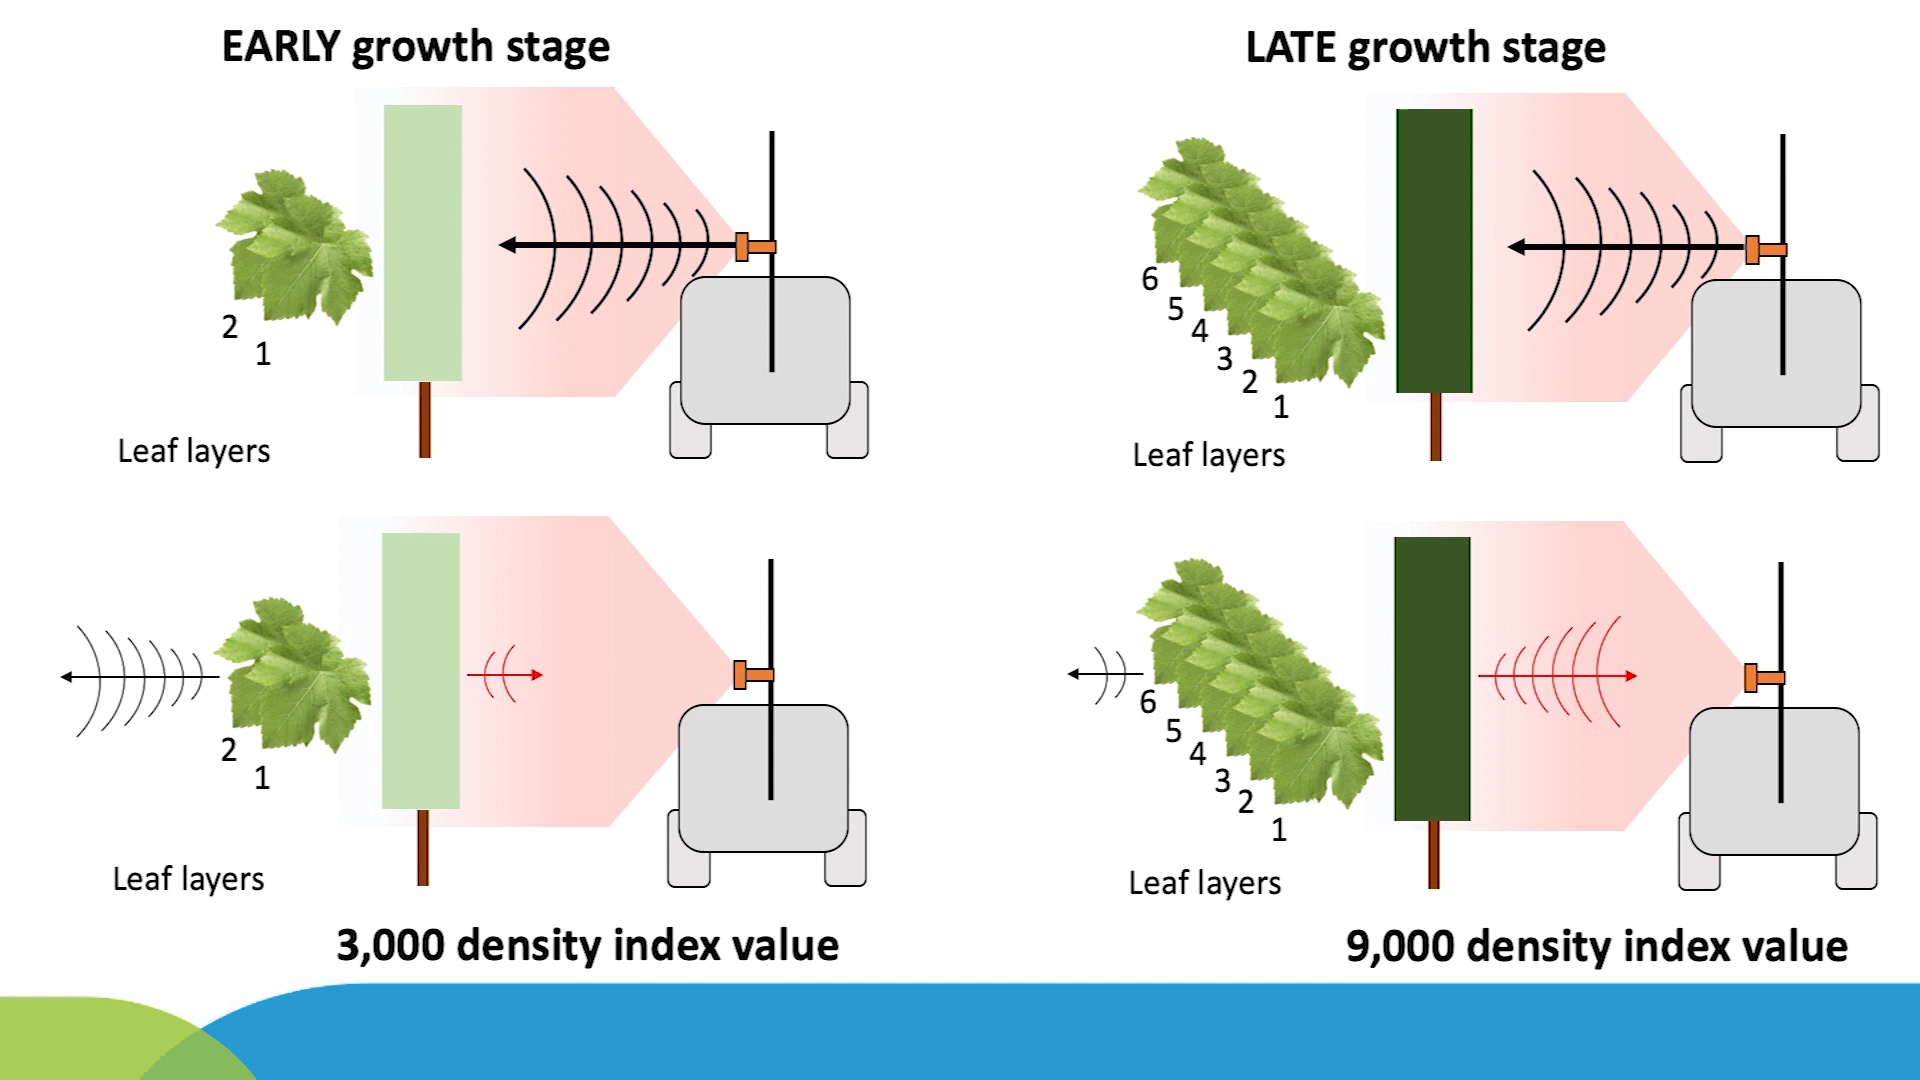 EARLY growth stage
2
1
Leaf layers
LATE growth stage
6
5
4
3
2
1
Leaf layers
2
1
Leaf layers
3,000 density index value
6
5
4
3
2
1
Leaf layers
9,000 density index value